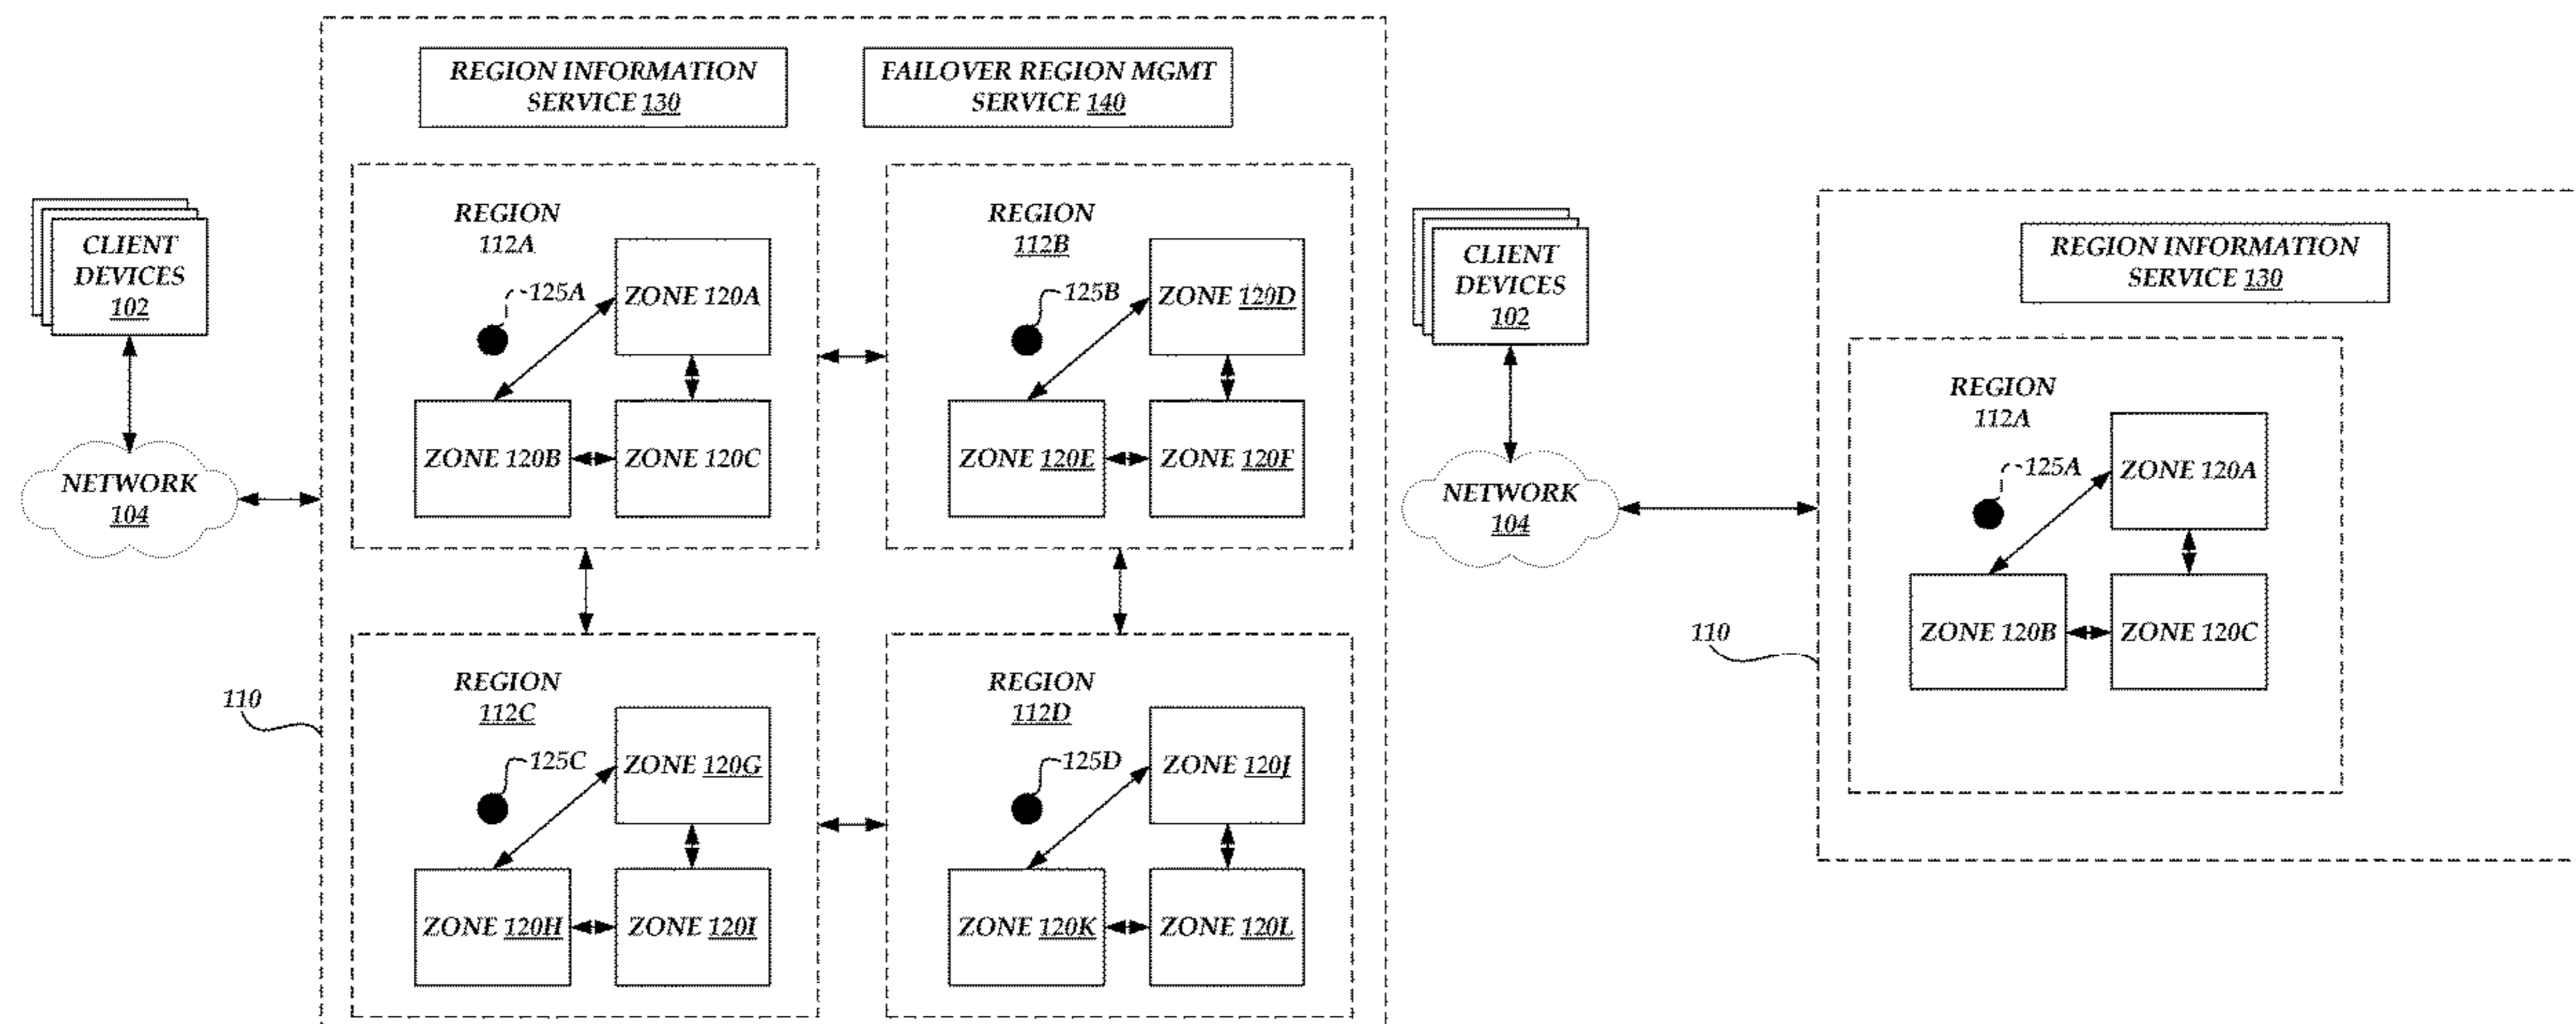 REGION INFORMATION
SERVICE 130
FAILOVER REGION MGMT
SERVICE 140
CLIENT
DEVICES
102
NETWORK
104
110
REGION
112A
125A
ZONE 120A
ZONE 120B
ZONE 120C
REGION
112B
125B
ZONE 120D
ZONE 120E
ZONE 120F
REGION
112C
125C
ZONE 120G
ZONE 120H
ZONE 120I
REGION
112D
125D
ZONE 120J
ZONE 120K
ZONE 120L
CLIENT
DEVICES
102
NETWORK
104
110
REGION INFORMATION
SERVICE 130
REGION
112A
125A
ZONE 120A
ZONE 120B
ZONE 120C